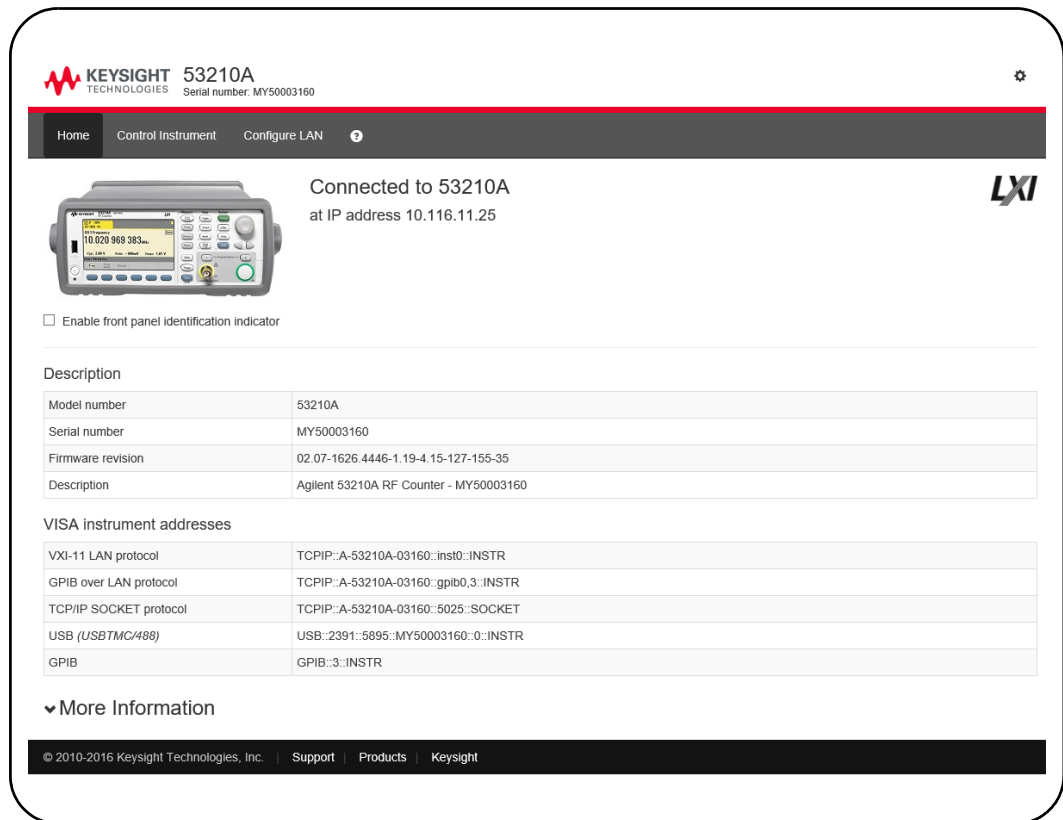 KEYSIGHT
TECHNOLOGIES
53210A
Serial number: MY50003160
Home Control Instrument Configure LAN ?
Connected to 53210A
at IP address 10.116.11.25
LXI
KEYSIGHT 53210A
10.020 969 383
Enable front panel identification indicator
Description
Model number 53210A
Serial number MY50003160
Firmware revision 02.07-1626.4446-1.19-4.15-127-155-35
Description Agilent 53210A RF Counter - MY50003160
VISA instrument addresses
VXI-11 LAN protocol TCPIP::A-53210A-03160::inst0::INSTR
GPIB over LAN protocol TCPIP::A-53210A-03160::gpib0,3::INSTR
TCP/IP SOCKET protocol TCPIP::A-53210A-03160::5025::SOCKET
USB (USBTMC/488) USB::2391::5895::MY50003160::0::INSTR
GPIB GPIB::3::INSTR
More Information
© 2010-2016 Keysight Technologies, Inc. | Support | Products | Keysight